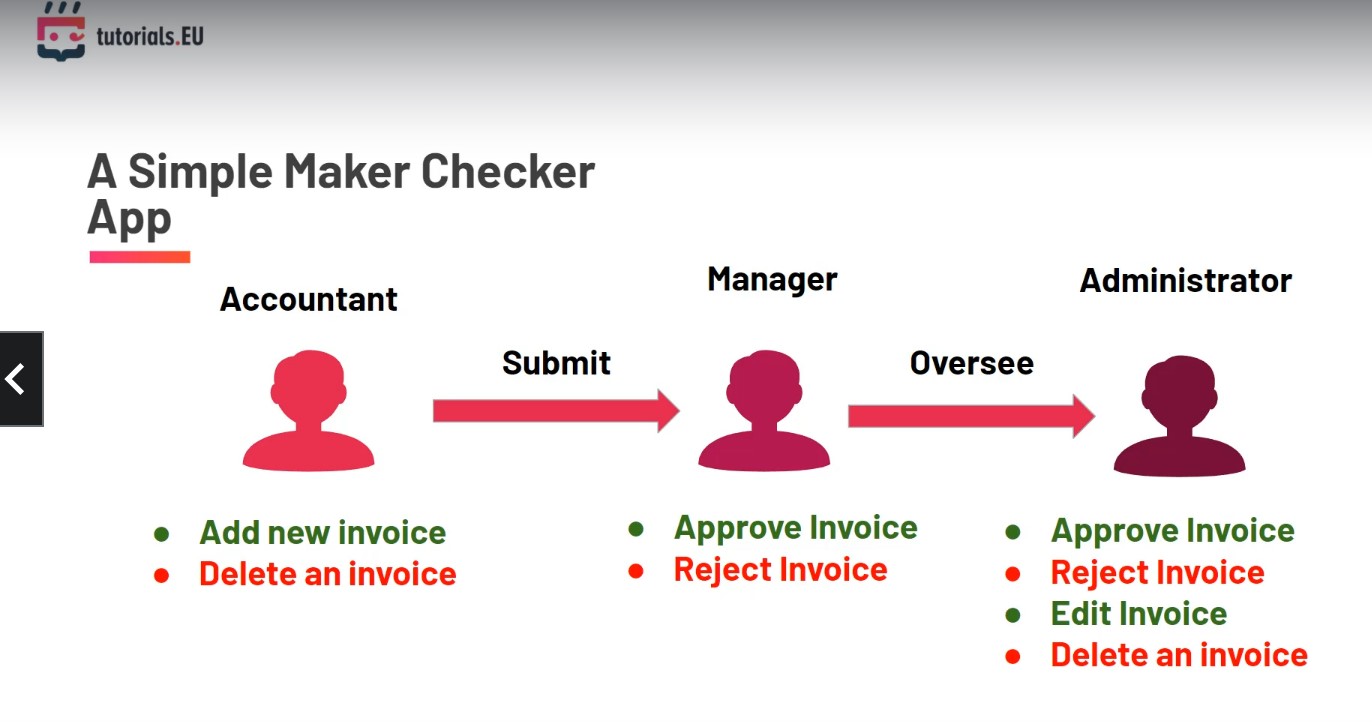 tutorials.EU
A Simple Maker Checker
App
Accountant
Manager
Administrator
Submit
Oversee
● Add new invoice
● Delete an invoice
● Approve Invoice
● Reject Invoice
● Approve Invoice
● Reject Invoice
● Edit Invoice
● Delete an invoice